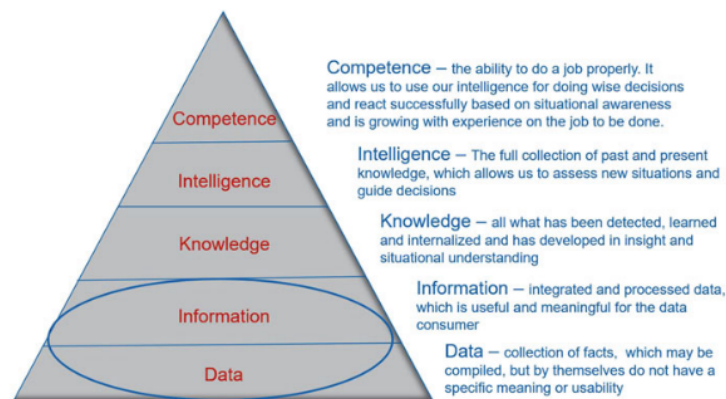 Competence – the ability to do a job properly. It
allows us to use our intelligence for doing wise decisions
and react successfully based on situational awareness
and is growing with experience on the job to be done.
Competence
Intelligence – The full collection of past and present
knowledge, which allows us to assess new situations and
guide decisions
Intelligence
Knowledge – all what has been detected, learned
and internalized and has developed in insight and
situational understanding
Knowledge
Information – integrated and processed data,
which is useful and meaningful for the data
consumer
Information
Data – collection of facts, which may be
compiled, but by themselves do not have a
specific meaning or usability
Data